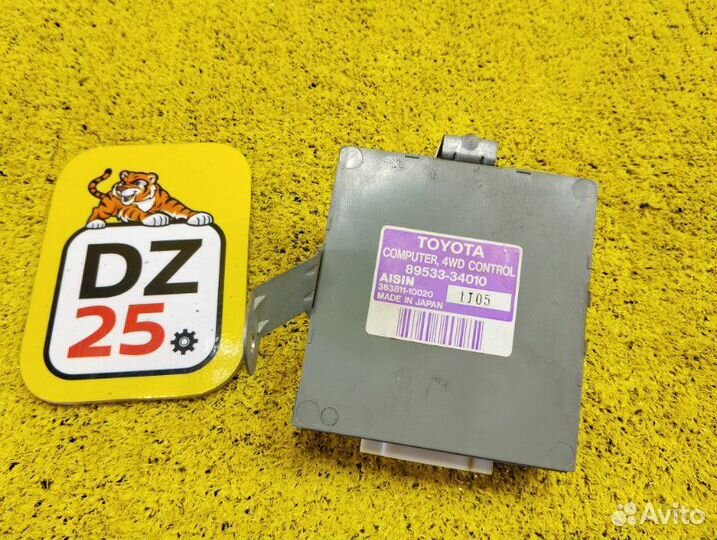 DZ
25
TOYOTA
COMPUTER, 4WD CONTROL
89533-34010
AISIN
363811-10020
MADE IN JAPAN
1J05
Avito